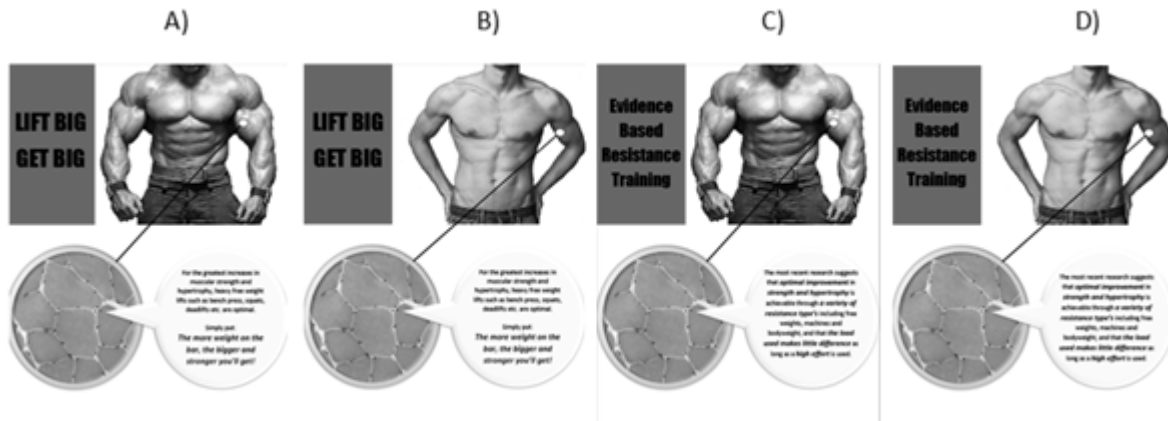 A)
B)
C)
D)
LIFT BIG
GET BIG
LIFT BIG
GET BIG
Evidence
Based
Resistance
Training
Evidence
Based
Resistance
Training
For the greatest increases in
muscular strength and
hypertrophy, heavy free weight
lifts such as bench press, squats,
deadlifts etc. are optimal.
Simply put:
The more weight on the
bar, the bigger and
stronger you'll get!
For the greatest increases in
muscular strength and
hypertrophy, heavy free weight
lifts such as bench press, squats,
deadlifts etc. are optimal.
Simply put:
The more weight on the
bar, the bigger and
stronger you'll get!
The most recent research suggests
that optimal improvement in
strength and hypertrophy is
achievable through a variety of
resistance type's including free
weights, machines and
bodyweight, and that the load
used makes little difference as
long as a high effort is used.
The most recent research suggests
that optimal improvement in
strength and hypertrophy is
achievable through a variety of
resistance type's including free
weights, machines and
bodyweight, and that the load
used makes little difference as
long as a high effort is used.